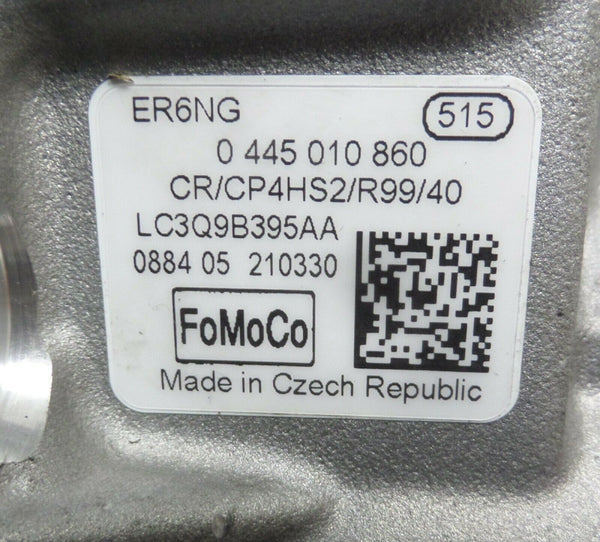 ER6NG 515
0 445 010 860
CR/CP4HS2/R99/40
LC3Q9B395AA
0884 05 210330
FoMoCo
Made in Czech Republic